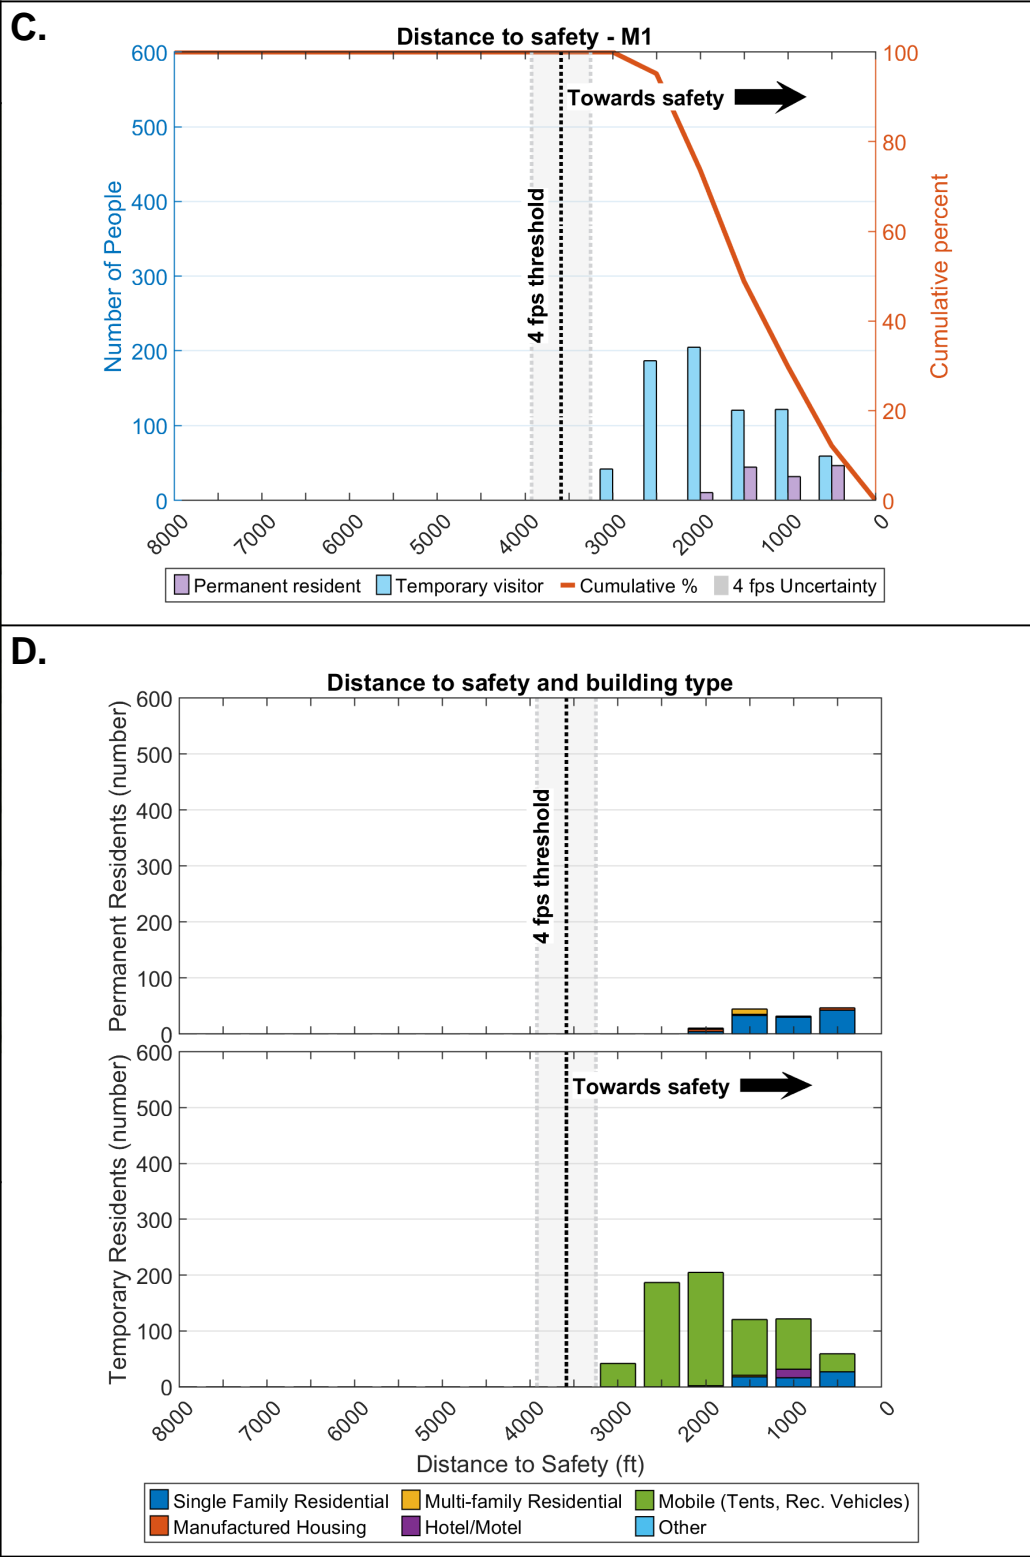 C.
Distance to safety - M1
600
500
400
300
200
100
0
Number of People
100
80
60
40
20
0
Cumulative percent
Towards safety
4 fps threshold
8000
7000
6000
5000
4000
3000
2000
1000
0
Permanent resident
Temporary visitor
Cumulative %
4 fps Uncertainty
D.
Distance to safety and building type
600
500
400
300
200
100
0
Permanent Residents (number)
4 fps threshold
600
500
400
300
200
100
0
Temporary Residents (number)
Towards safety
8000
7000
6000
5000
4000
3000
2000
1000
0
Distance to Safety (ft)
Single Family Residential
Multi-family Residential
Mobile (Tents, Rec. Vehicles)
Manufactured Housing
Hotel/Motel
Other